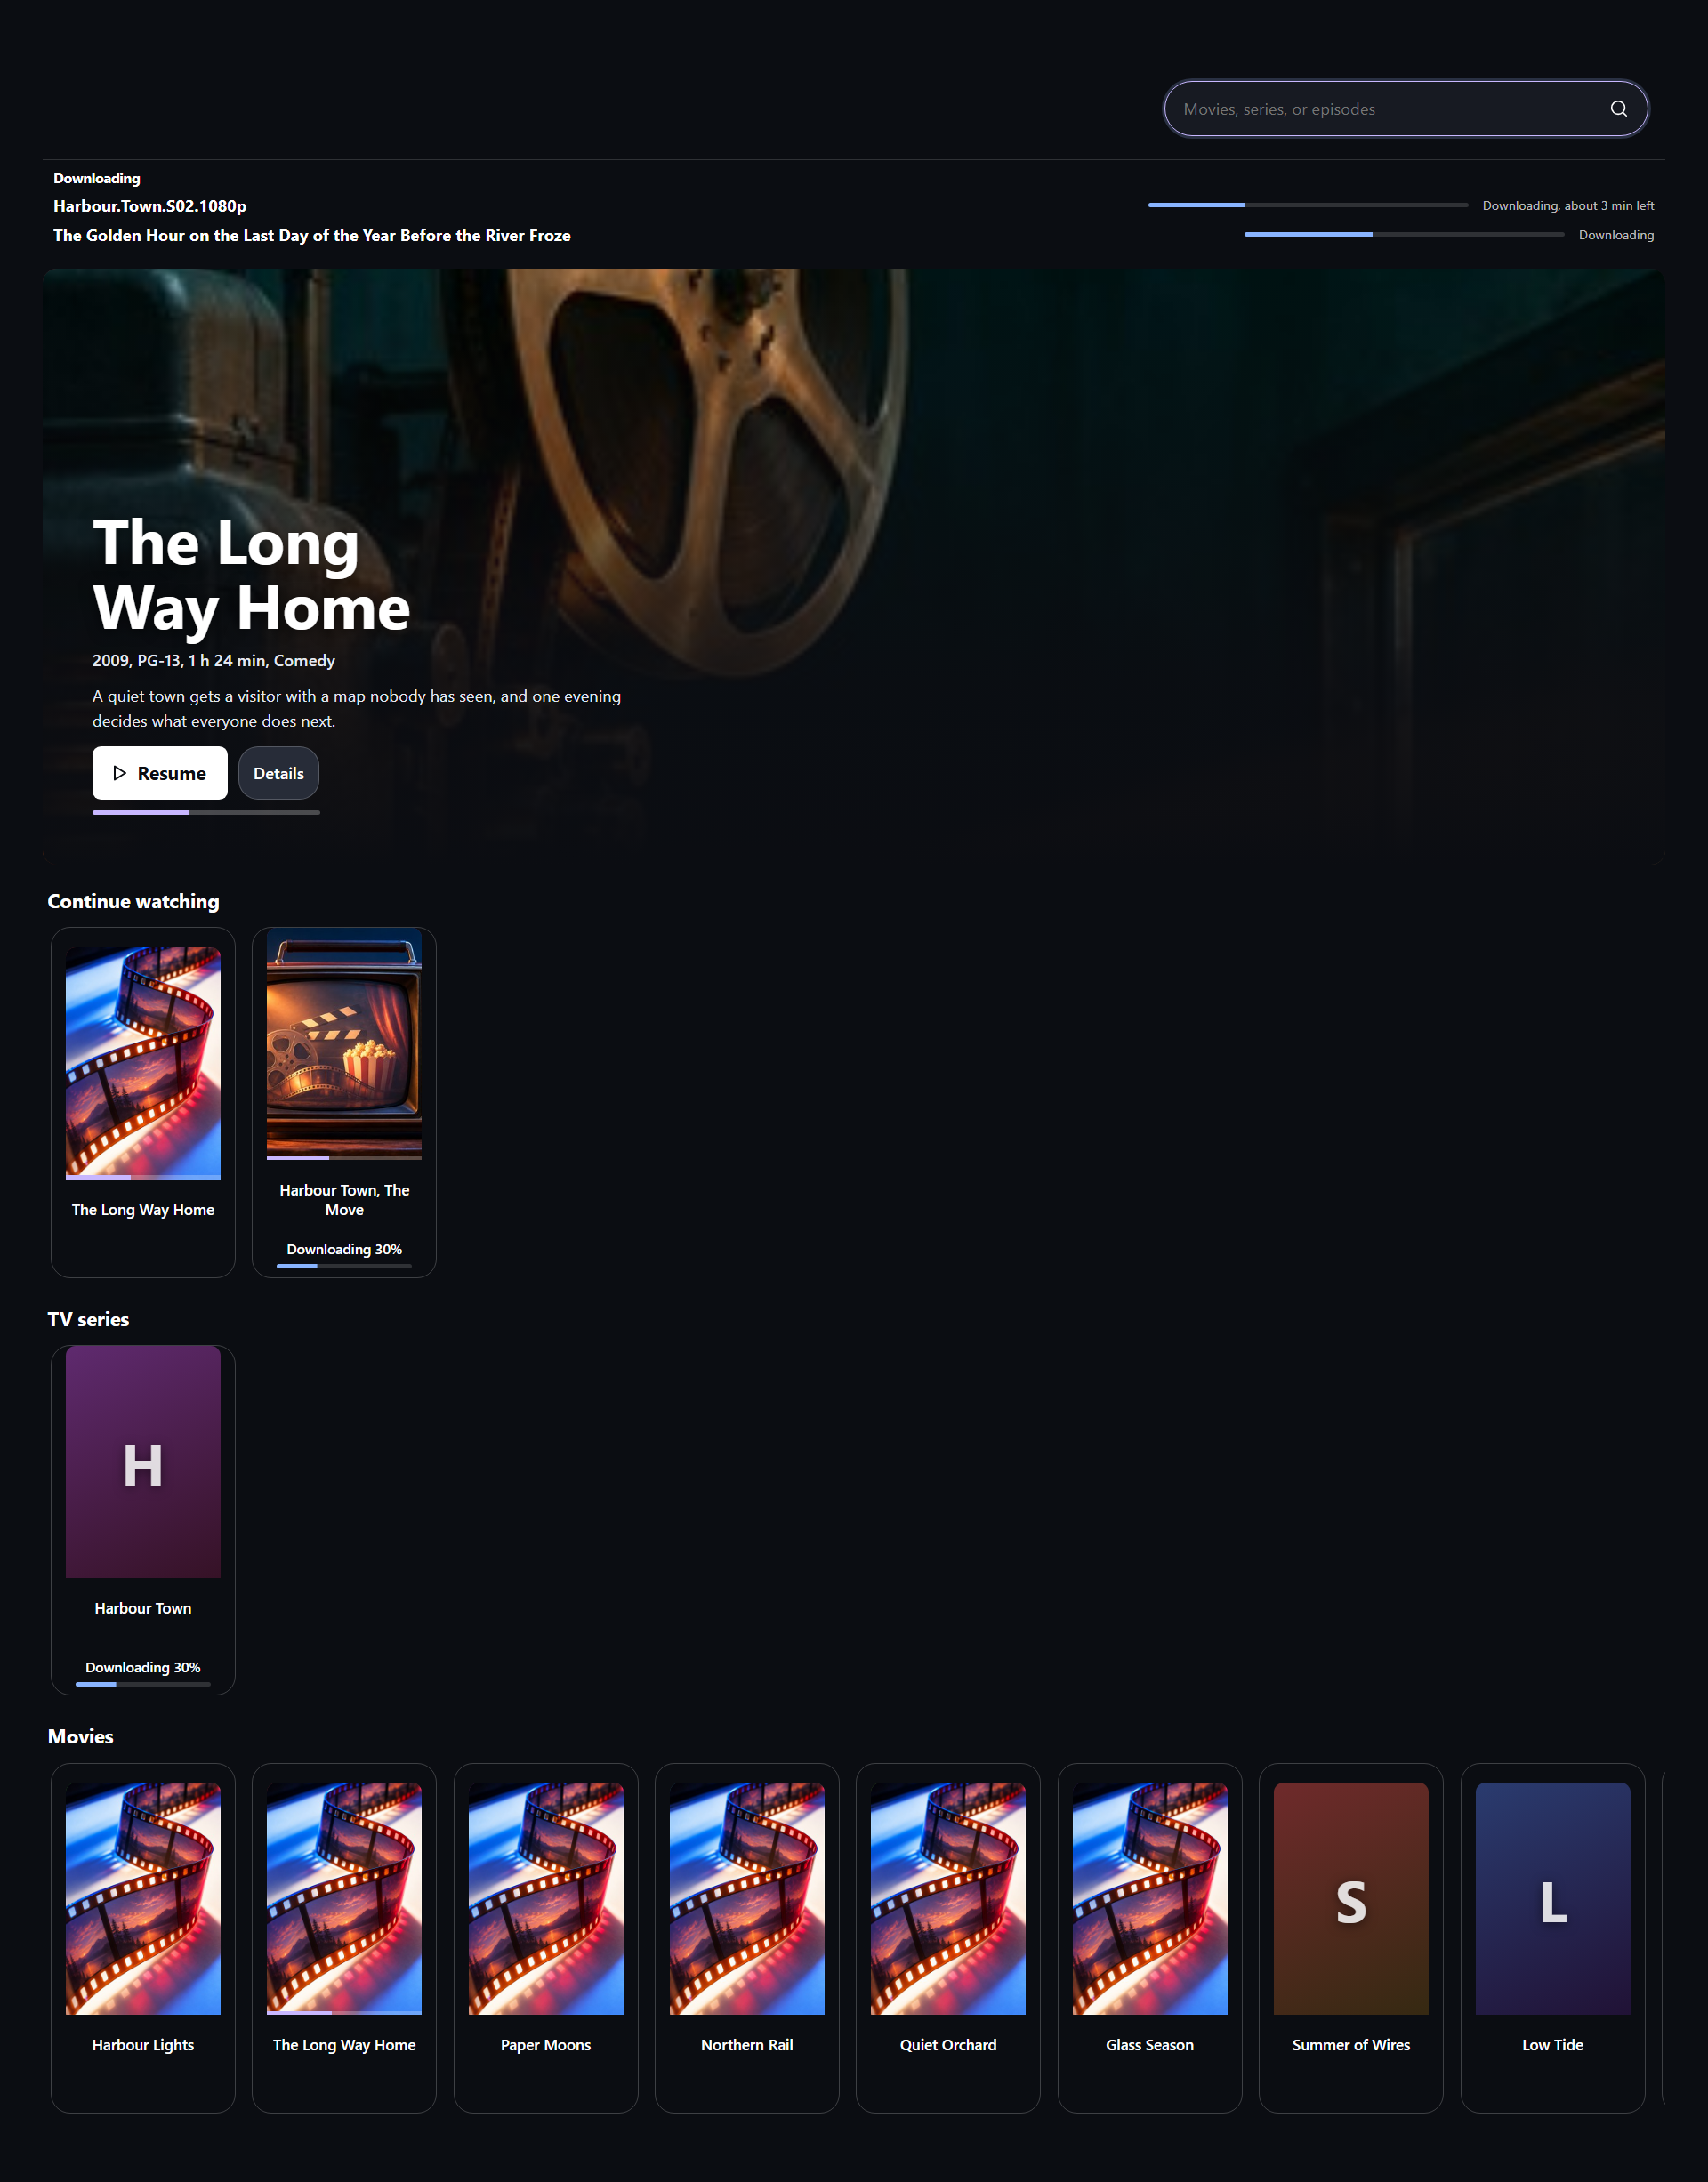 Movies, series, or episodes
Downloading
Harbour.Town.S02.1080p
Downloading, about 3 min left
The Golden Hour on the Last Day of the Year Before the River Froze
Downloading
The Long
Way Home
2009, PG-13, 1 h 24 min, Comedy
A quiet town gets a visitor with a map nobody has seen, and one evening
decides what everyone does next.
Resume
Details
Continue watching
The Long Way Home
Harbour Town, The
Move
Downloading 30%
TV series
H
Harbour Town
Downloading 30%
Movies
S
L
Harbour Lights
The Long Way Home
Paper Moons
Northern Rail
Quiet Orchard
Glass Season
Summer of Wires
Low Tide